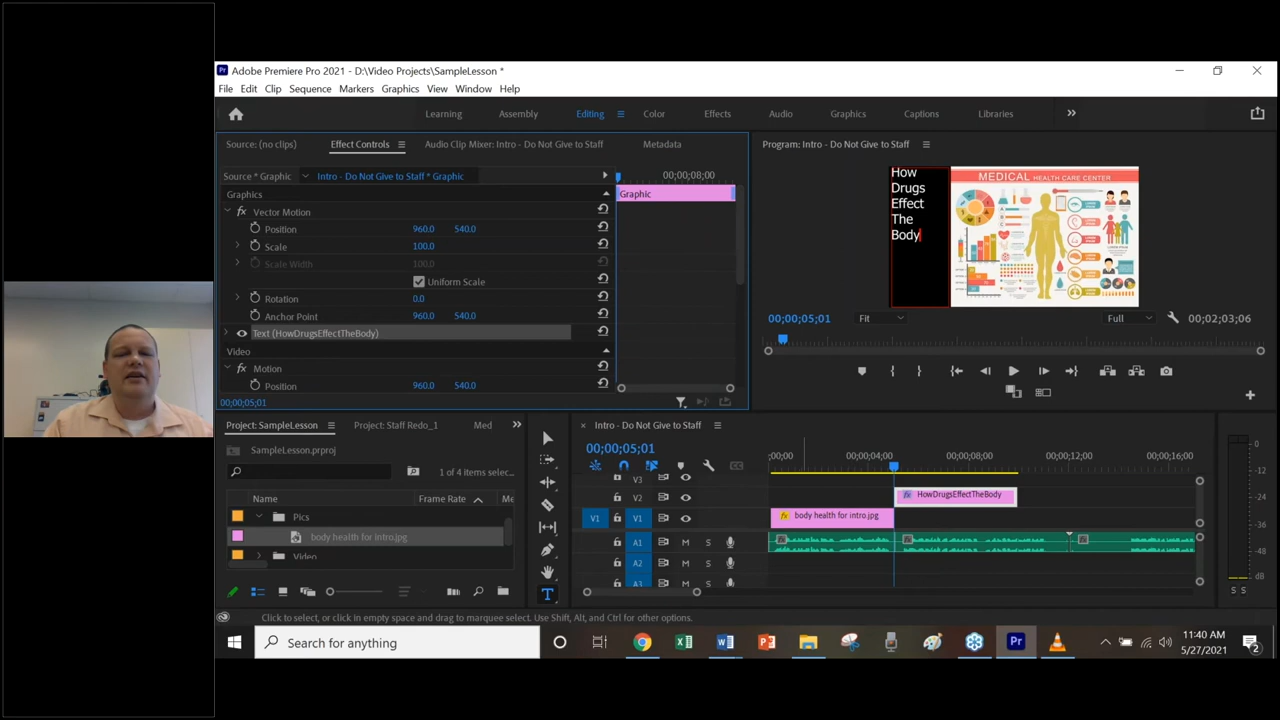 Adobe Premiere Pro 2021 - D:\Video Projects\SampleLesson *
File Edit Clip Sequence Markers Graphics View Window Help
Learning Assembly Editing Color Effects Audio Graphics Captions Libraries
Source: (no clips) Effect Controls Audio Clip Mixer: Intro - Do Not Give to Staff Metadata
Source * Graphic Intro - Do Not Give to Staff * Graphic 00;00;08;00
Graphics Graphic
Vector Motion
Position 960.0 540.0
Scale 100.0
Scale Width 100.0
Uniform Scale
Rotation 0.0
Anchor Point 960.0 540.0
Text (HowDrugsEffectTheBody)
Video
Motion
Position 960.0 540.0
00;00;05;01
Program: Intro - Do Not Give to Staff
How
Drugs
Effect
The
Body
MEDICAL HEALTH CARE CENTER
00;00;05;01 Fit Full 00;02;03;06
Project: SampleLesson Project: Staff Redo_1 Med
SampleLesson.prproj
1 of 4 items selec...
Name Frame Rate Me
Pics
body health for intro.jpg
Video
Intro - Do Not Give to Staff
00;00;05;01
;00;00 00;00;04;00 00;00;08;00 00;00;12;00 00;00;16;00
V3
V2 HowDrugsEffectTheBody
V1 V1 body health for intro.jpg
A1 M S
A2 M S
A3 M S
0
-12
-24
-36
-48
dB
S S
Click to select, or click in empty space and drag to marquee select. Use Shift, Alt, and Ctrl for other options.
Search for anything
11:40 AM
5/27/2021
2